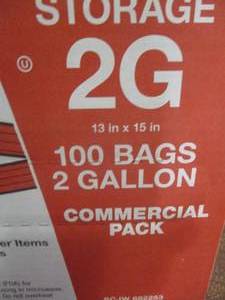 STORAGE
U
2G
13 in x 15 in
100 BAGS
2 GALLON
COMMERCIAL
PACK
er Items
s